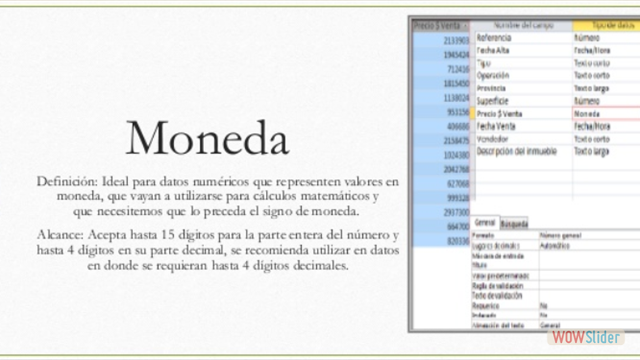 Moneda
Definición: Ideal para datos numéricos que representen valores en
moneda, que vayan a utilizarse para cálculos matemáticos y
que necesitemos que lo preceda el signo de moneda.
Alcance: Acepta hasta 15 dígitos para la parte entera del número y
hasta 4 dígitos en su parte decimal, se recomienda utilizar en datos
en donde se requieran hasta 4 dígitos decimales.
Precio $ Venta
2133903
1945424
712416
1815450
1138024
953156
406686
2158475
1924380
2042768
627068
999328
2937300
664700
820336
Nombre del campo Tipo de datos
Referencia Número
Fecha Alta Fecha/Hora
Tipo Texto corto
Operación Texto corto
Provincia Texto largo
Superficie Número
Precio $ Venta Moneda
Fecha Venta Fecha/Hora
Vendedor Texto corto
Descripción del inmueble Texto largo
General Búsqueda
Formato Número general
Lugares decimales Automático
Máscara de entrada
Título
Valor predeterminado
Regla de validación
Texto de validación
Requerido No
Indexado No
Alineación del texto General
WOWSlider